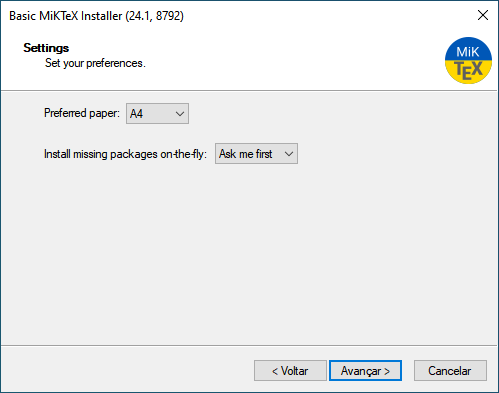 Basic MiKTeX Installer (24.1, 8792)
Settings
Set your preferences.
MiK
TEX
Preferred paper: A4
Install missing packages on-the-fly: Ask me first
< Voltar Avançar > Cancelar